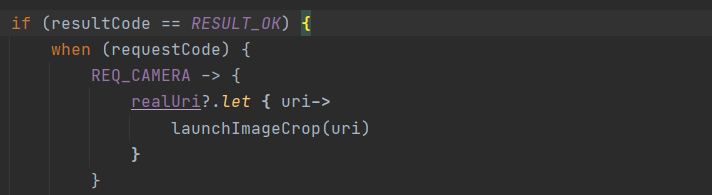 if (resultCode == RESULT_OK) {
    when (requestCode) {
        REQ_CAMERA -> {
            realUri?.let { uri->
                launchImageCrop(uri)
            }
        }